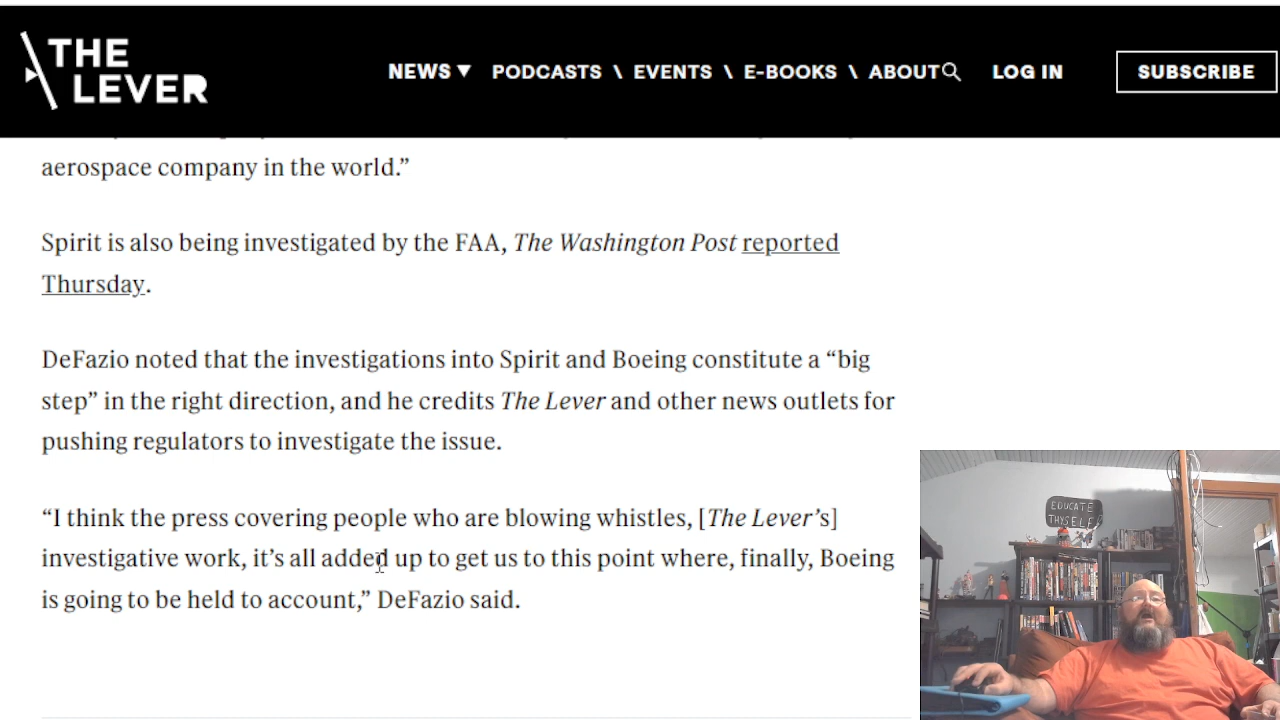 THE
LEVER
NEWS ▼ PODCASTS \ EVENTS \ E-BOOKS \ ABOUT LOG IN SUBSCRIBE
aerospace company in the world.”
Spirit is also being investigated by the FAA, The Washington Post reported
Thursday.
DeFazio noted that the investigations into Spirit and Boeing constitute a “big
step” in the right direction, and he credits The Lever and other news outlets for
pushing regulators to investigate the issue.
“I think the press covering people who are blowing whistles, [The Lever’s]
investigative work, it’s all added up to get us to this point where, finally, Boeing
is going to be held to account,” DeFazio said.
EDUCATE
THYSELF